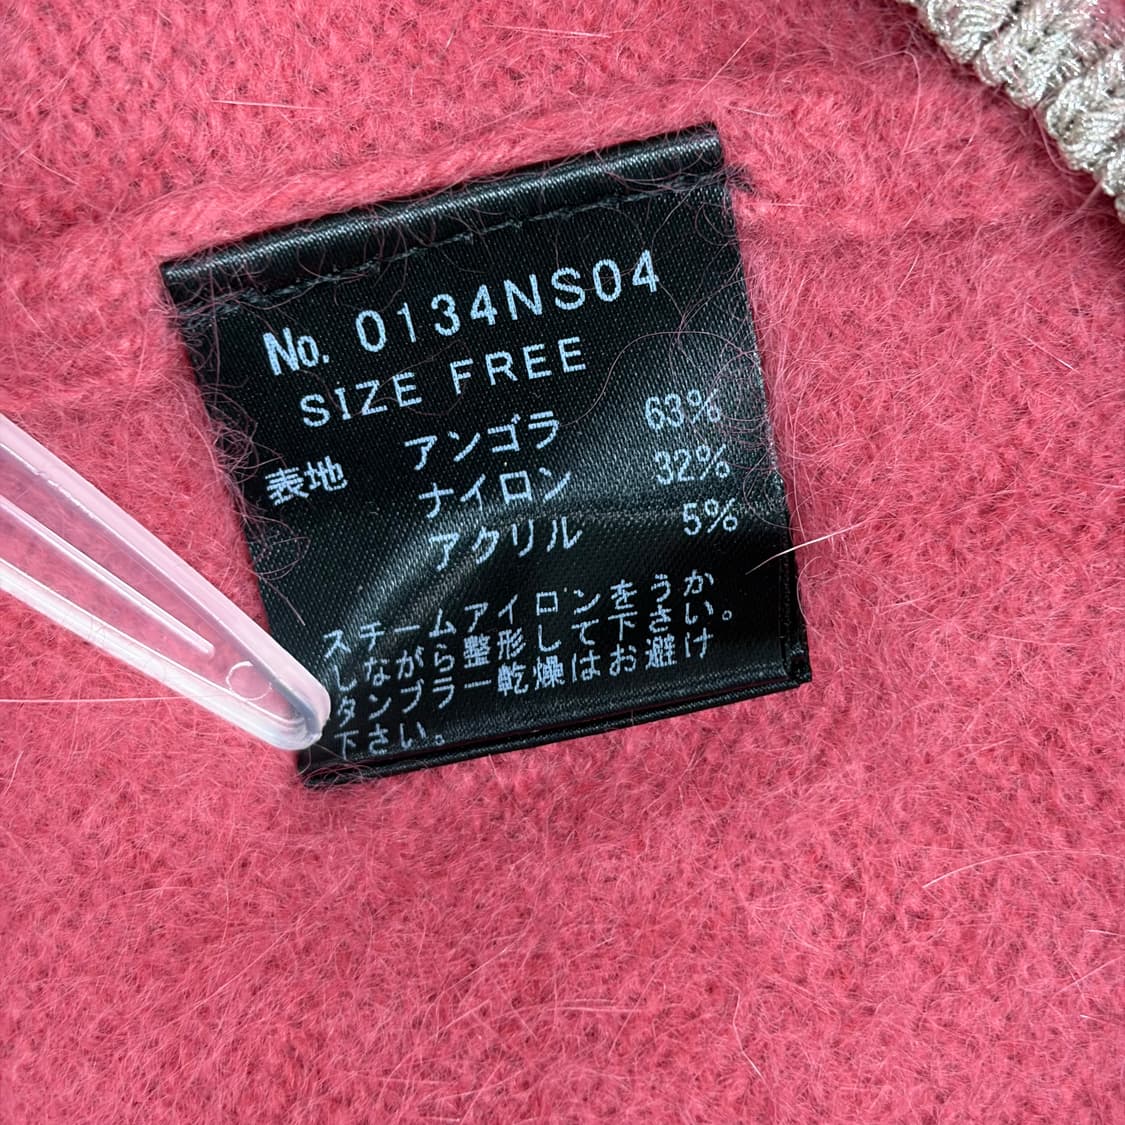 No. 0134NS04
SIZE FREE
表地 アンゴラ 63%
ナイロン 32%
アクリル 5%
スチームアイロンをうか
しながら整形して下さい。
タンブラー乾燥はお避け
下さい。